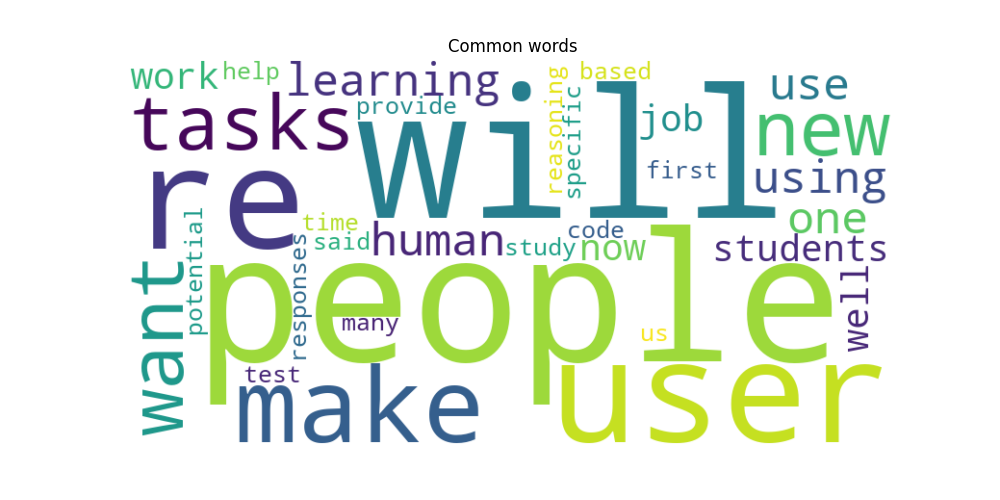 Common words
work
help
learning
reasoning
based
use
tasks
provide
will
specific
job
new
re
first
using
potential
time
said
human
study
code
now
one
students
want
responses
people
many
us
well
test
make
user